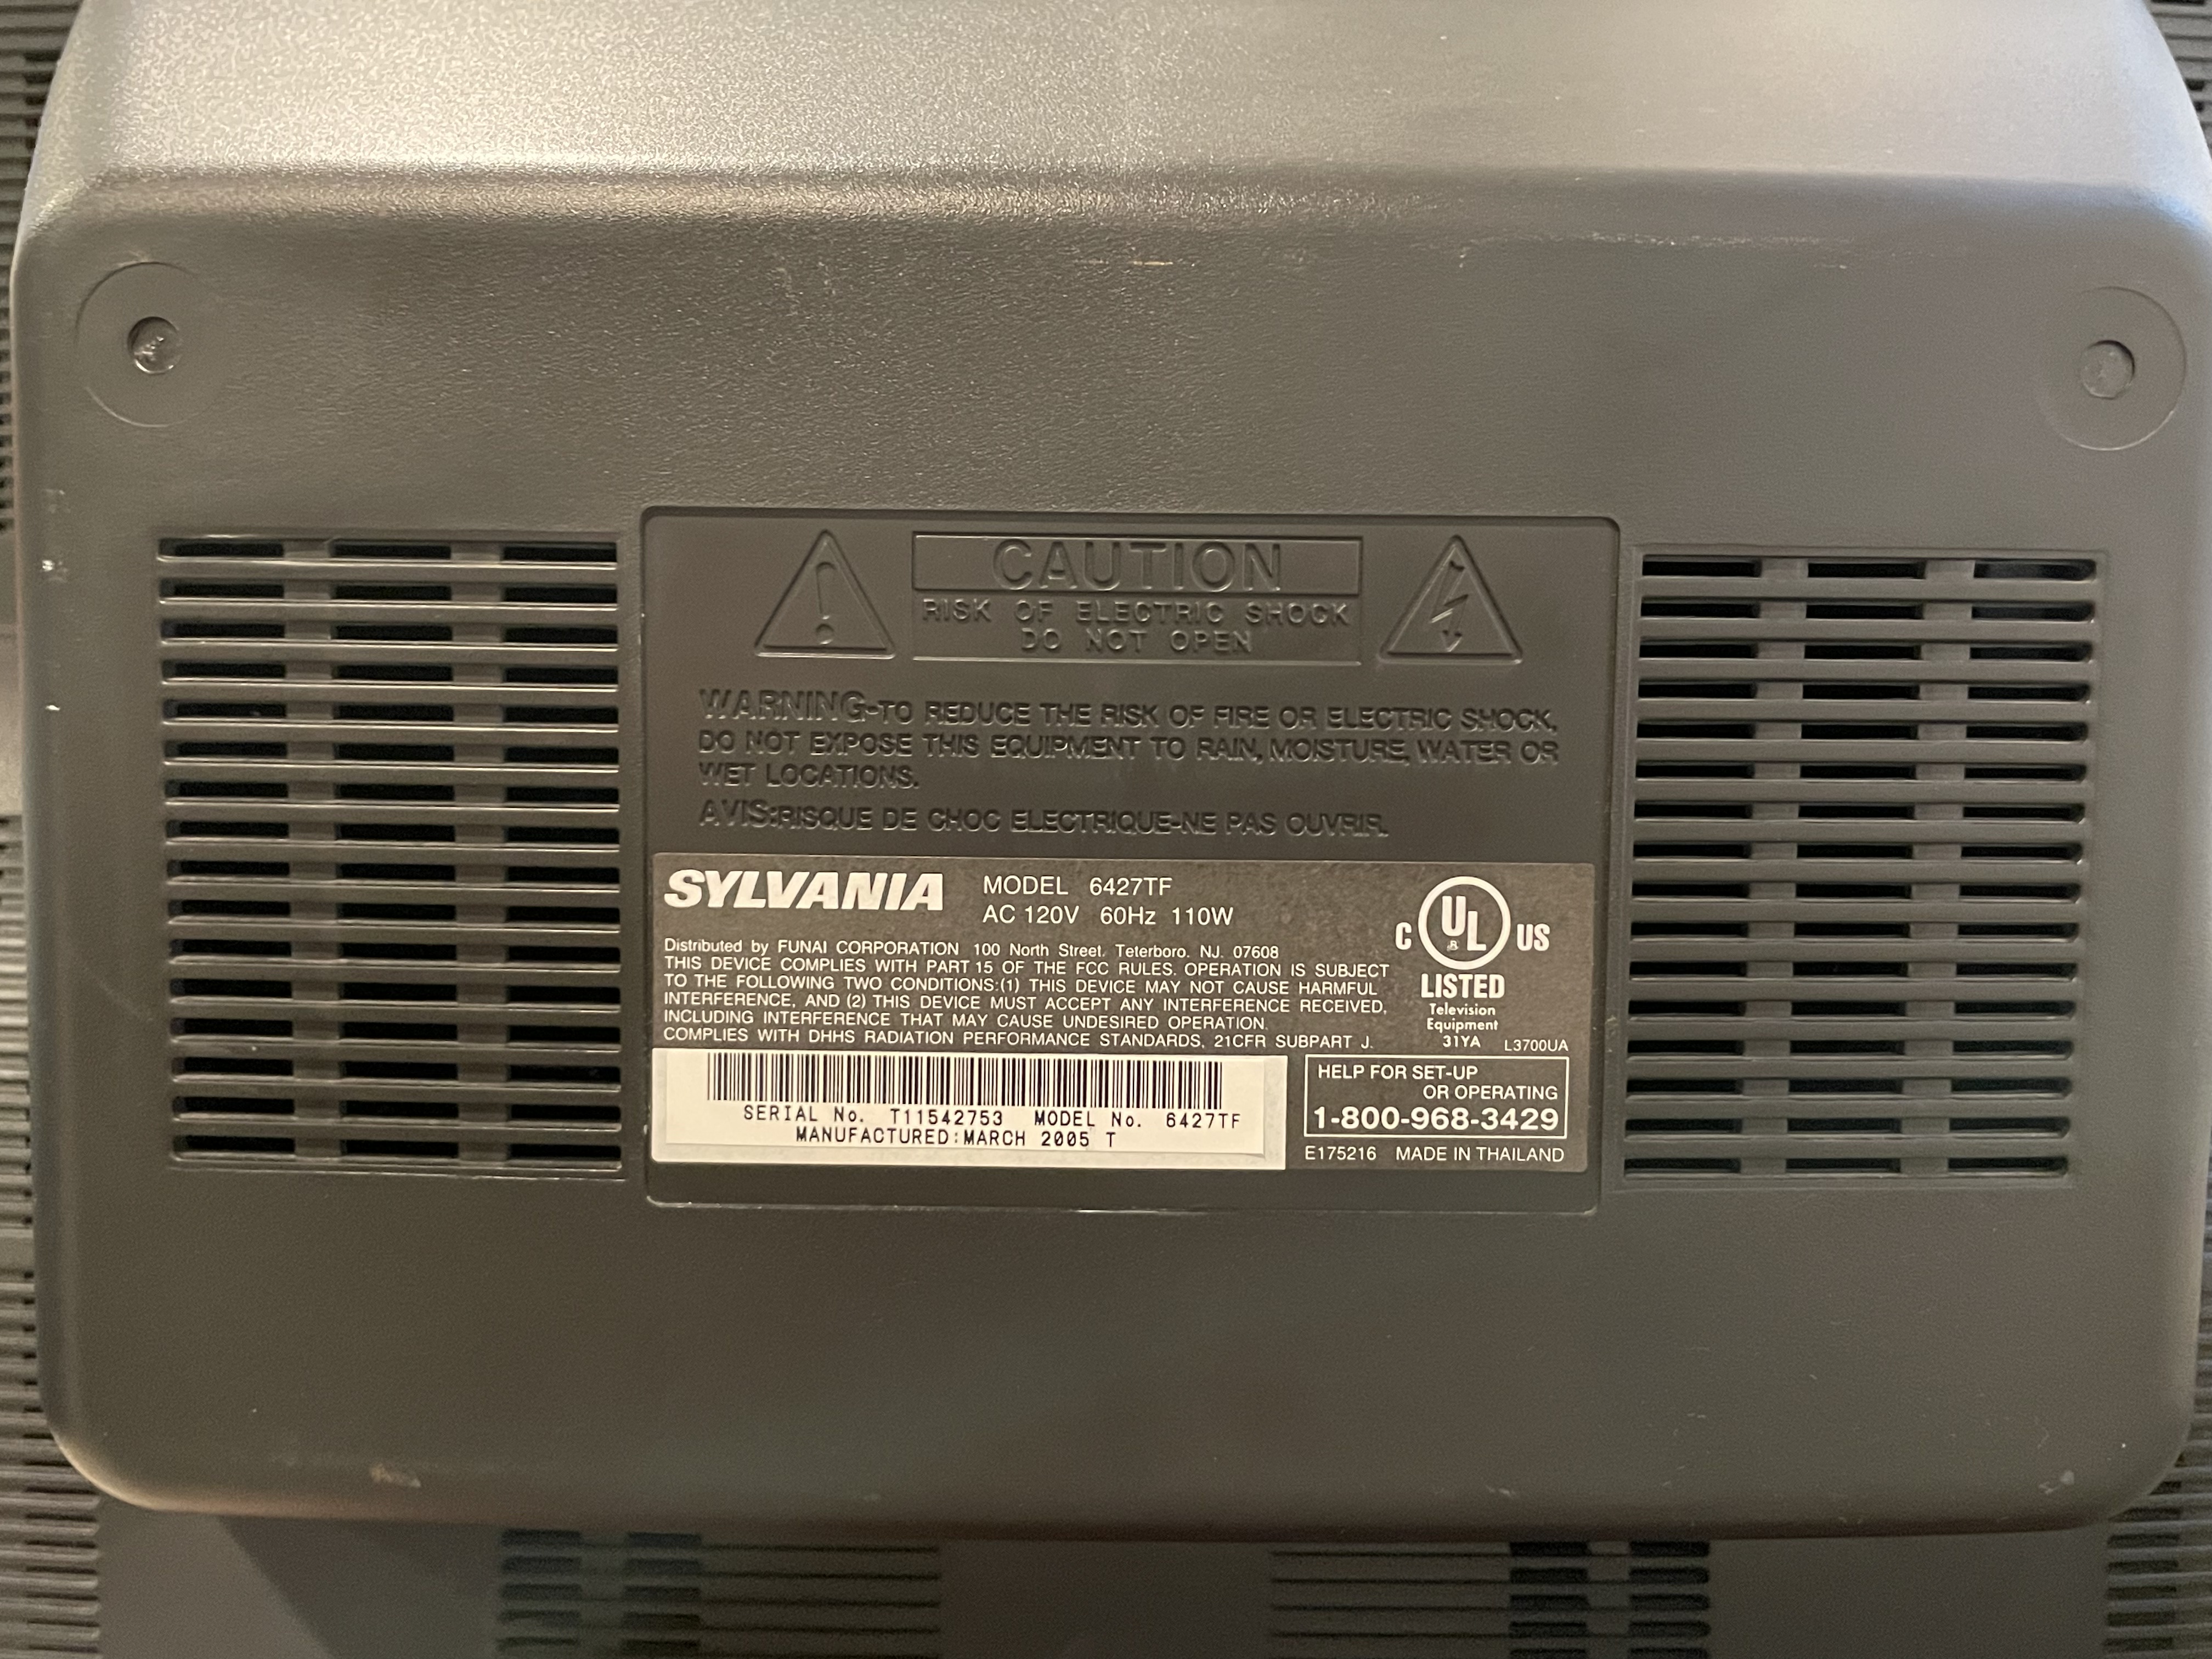 CAUTION
RISK OF ELECTRIC SHOCK
DO NOT OPEN
WARNING-TO REDUCE THE RISK OF FIRE OR ELECTRIC SHOCK,
DO NOT EXPOSE THIS EQUIPMENT TO RAIN, MOISTURE, WATER OR
WET LOCATIONS.
AVIS:RISQUE DE CHOC ELECTRIQUE-NE PAS OUVRIR.
SYLVANIA MODEL 6427TF
AC 120V 60Hz 110W
Distributed by FUNAI CORPORATION 100 North Street. Teterboro. NJ. 07608
THIS DEVICE COMPLIES WITH PART 15 OF THE FCC RULES. OPERATION IS SUBJECT
TO THE FOLLOWING TWO CONDITIONS:(1) THIS DEVICE MAY NOT CAUSE HARMFUL
INTERFERENCE, AND (2) THIS DEVICE MUST ACCEPT ANY INTERFERENCE RECEIVED,
INCLUDING INTERFERENCE THAT MAY CAUSE UNDESIRED OPERATION.
COMPLIES WITH DHHS RADIATION PERFORMANCE STANDARDS, 21CFR SUBPART J.
C UL ® US
LISTED
Television
Equipment
31YA L3700UA
SERIAL No. T11542753 MODEL No. 6427TF
MANUFACTURED:MARCH 2005 T
HELP FOR SET-UP
OR OPERATING
1-800-968-3429
E175216 MADE IN THAILAND